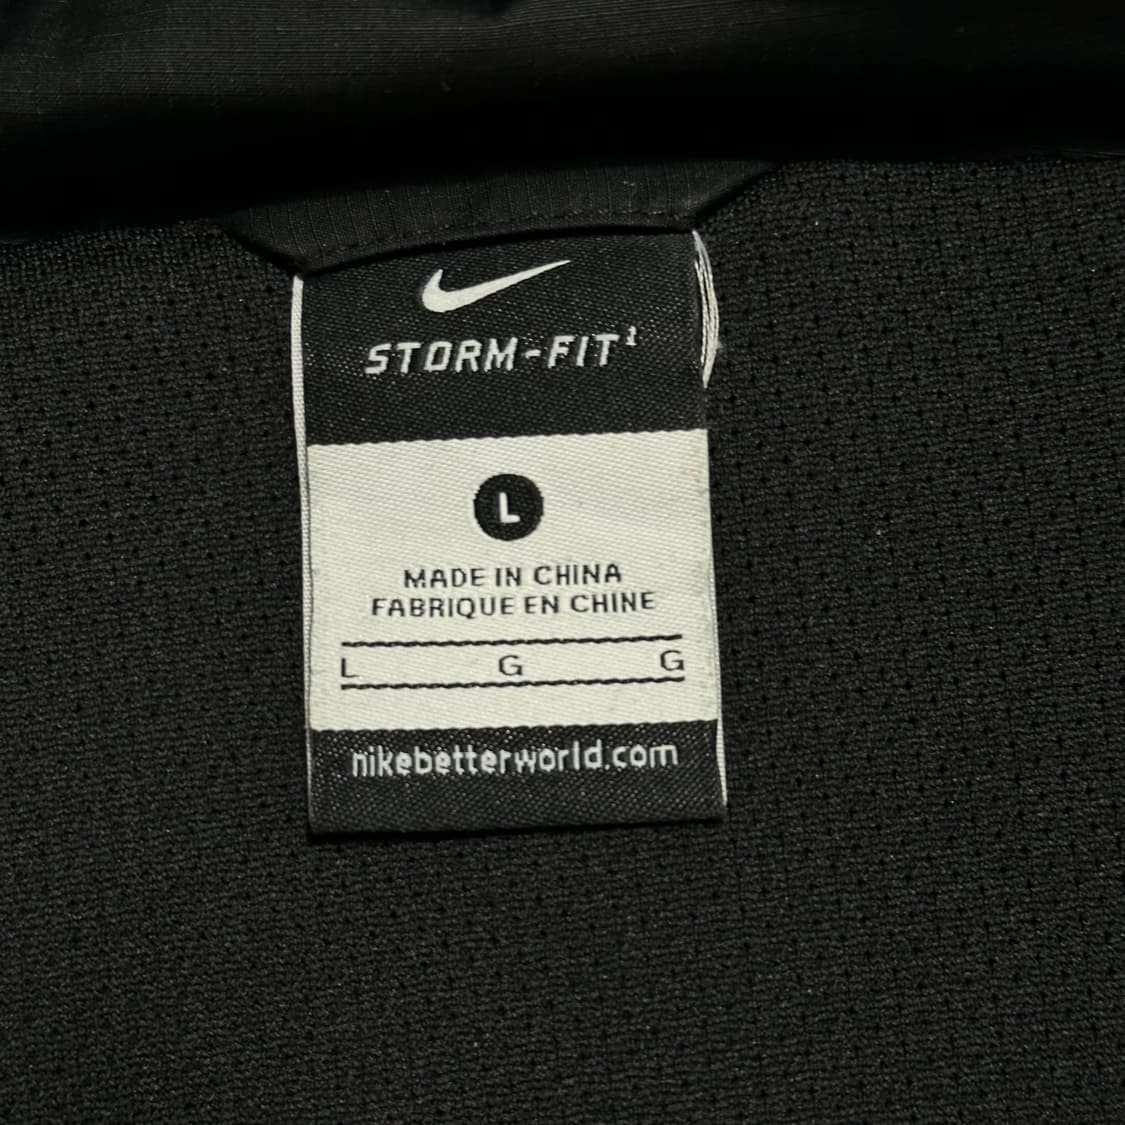 STORM-FIT¹
L
MADE IN CHINA
FABRIQUE EN CHINE
L G G
nikebetterworld.com